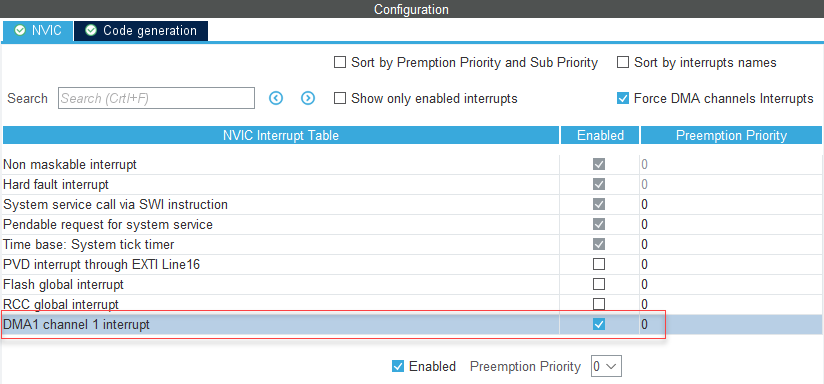 Configuration
NVIC Code generation
Sort by Premption Priority and Sub Priority Sort by interrupts names
Search Search (Crtl+F) Show only enabled interrupts Force DMA channels Interrupts
NVIC Interrupt Table Enabled Preemption Priority
Non maskable interrupt 0
Hard fault interrupt 0
System service call via SWI instruction 0
Pendable request for system service 0
Time base: System tick timer 0
PVD interrupt through EXTI Line16 0
Flash global interrupt 0
RCC global interrupt 0
DMA1 channel 1 interrupt 0
Enabled Preemption Priority 0